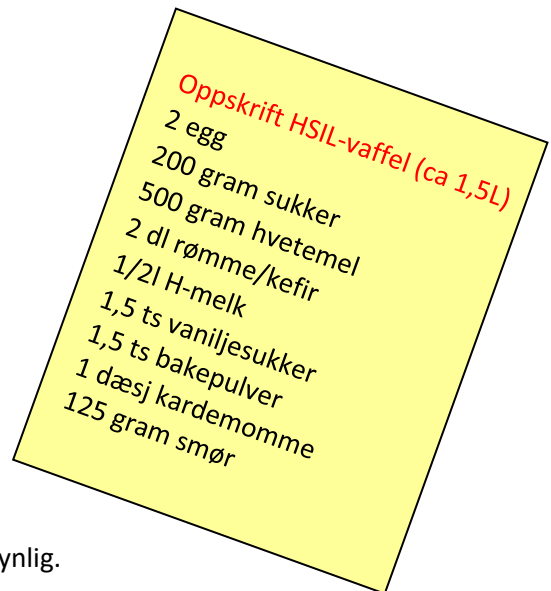 Oppskrift HSIL-vaffel (ca 1,5L)
2 egg
200 gram sukker
500 gram hvetemel
2 dl rømme/kefir
1/2l H-melk
1,5 ts vaniljesukker
1,5 ts bakepulver
1 dæsj kardemomme
125 gram smør
ynlig.